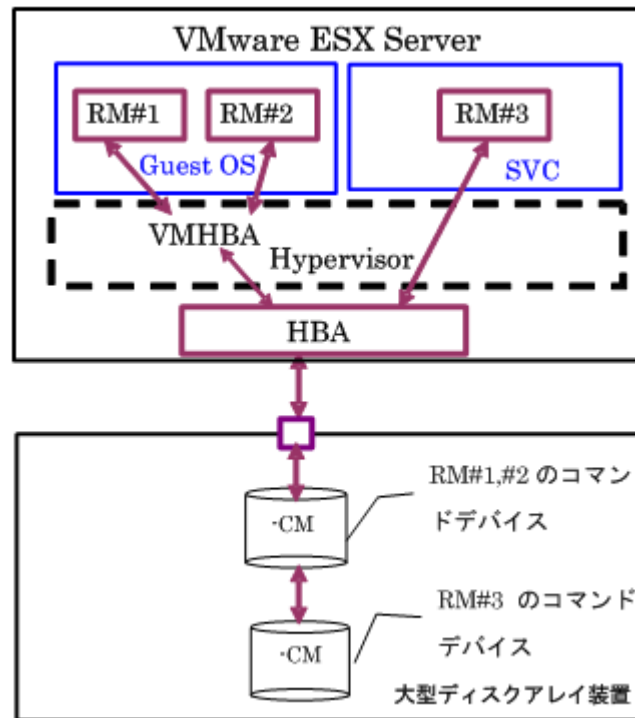 VMware ESX Server
RM#1
RM#2
RM#3
Guest OS
SVC
VMHBA
Hypervisor
HBA
RM#1,#2 のコマン
ドデバイス
-CM
RM#3 のコマンド
デバイス
-CM
大型ディスクアレイ装置